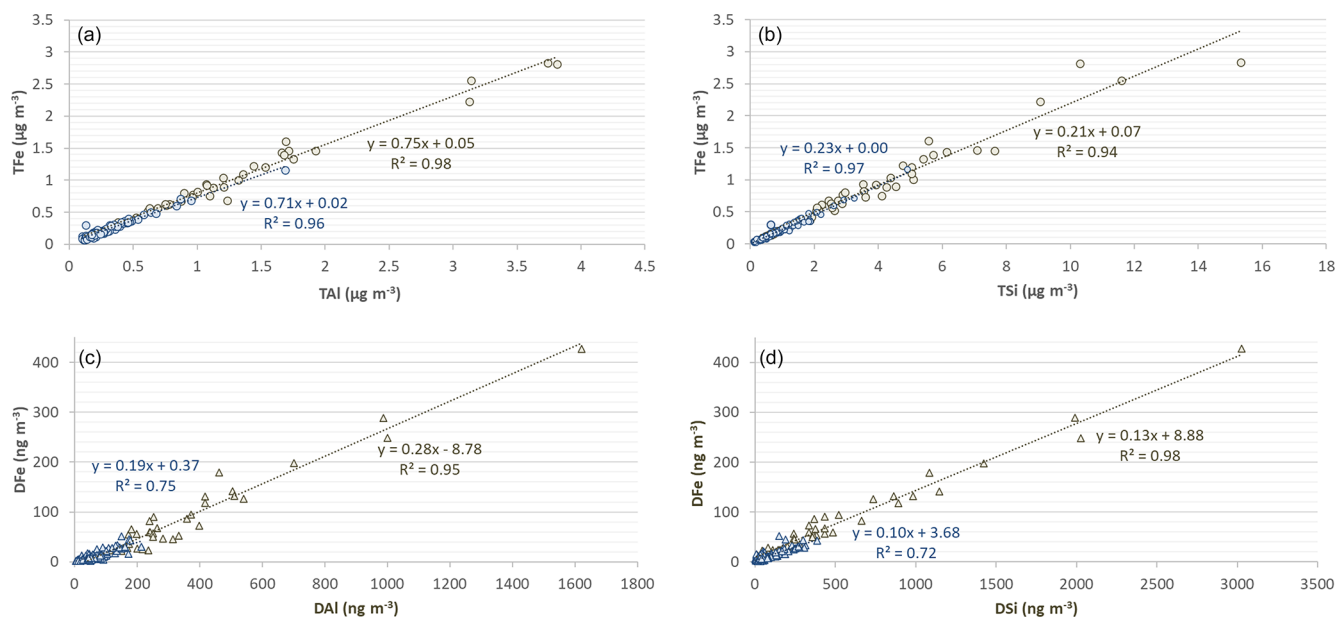 (a)
3.5
3
2.5
2
1.5
1
0.5
0
TFe (µg m⁻³)
y = 0.75x + 0.05
R² = 0.98
y = 0.71x + 0.02
R² = 0.96
0 0.5 1 1.5 2 2.5 3 3.5 4 4.5
TAl (µg m⁻³)
(b)
3.5
3
2.5
2
1.5
1
0.5
0
TFe (µg m⁻³)
y = 0.23x + 0.00
R² = 0.97
y = 0.21x + 0.07
R² = 0.94
0 2 4 6 8 10 12 14 16 18
TSi (µg m⁻³)
(c)
400
300
200
100
0
DFe (ng m⁻³)
y = 0.19x + 0.37
R² = 0.75
y = 0.28x - 8.78
R² = 0.95
0 200 400 600 800 1000 1200 1400 1600 1800
DAl (ng m⁻³)
(d)
400
300
200
100
0
DFe (ng m⁻³)
y = 0.13x + 8.88
R² = 0.98
y = 0.10x + 3.68
R² = 0.72
0 500 1000 1500 2000 2500 3000 3500
DSi (ng m⁻³)